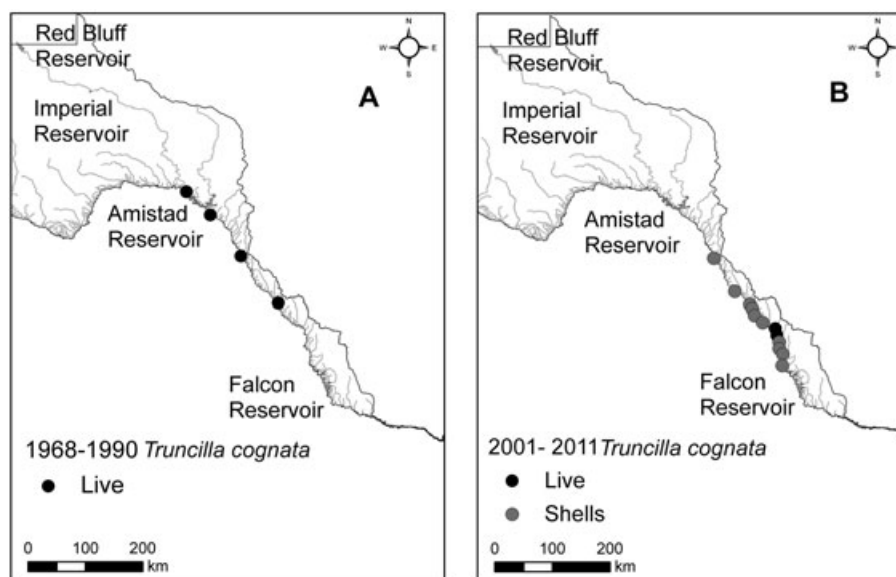 Red Bluff
Reservoir
N
W E
S
A
Imperial
Reservoir
Amistad
Reservoir
Falcon
Reservoir
1968-1990 Truncilla cognata
Live
0 100 200
km
Red Bluff
Reservoir
N
W E
S
B
Imperial
Reservoir
Amistad
Reservoir
Falcon
Reservoir
2001- 2011 Truncilla cognata
Live
Shells
0 100 200
km